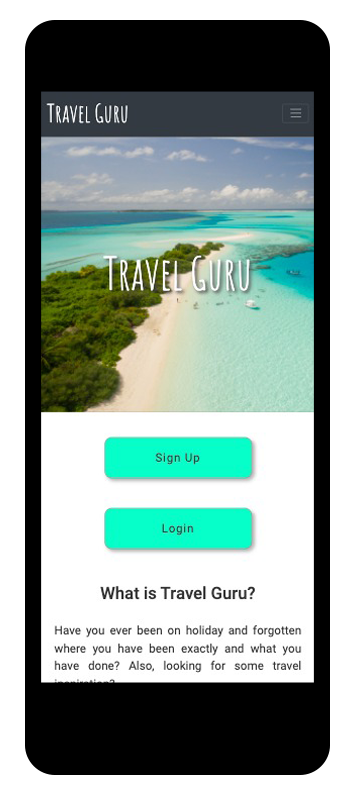 Travel Guru
Travel Guru
Sign Up
Login
What is Travel Guru?
Have you ever been on holiday and forgotten
where you have been exactly and what you
have done? Also, looking for some travel
inspiration?